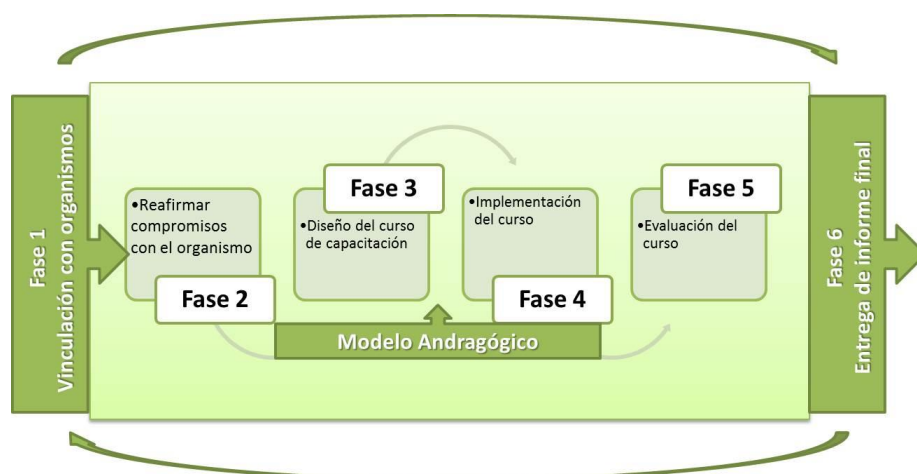 Fase 1
Vinculación con organismos
•Reafirmar
compromisos
con el organismo
Fase 2
Fase 3
•Diseño del curso
de capacitación
•Implementación
del curso
Fase 4
Fase 5
•Evaluación del
curso
Modelo Andragógico
Fase 6
Entrega de informe final